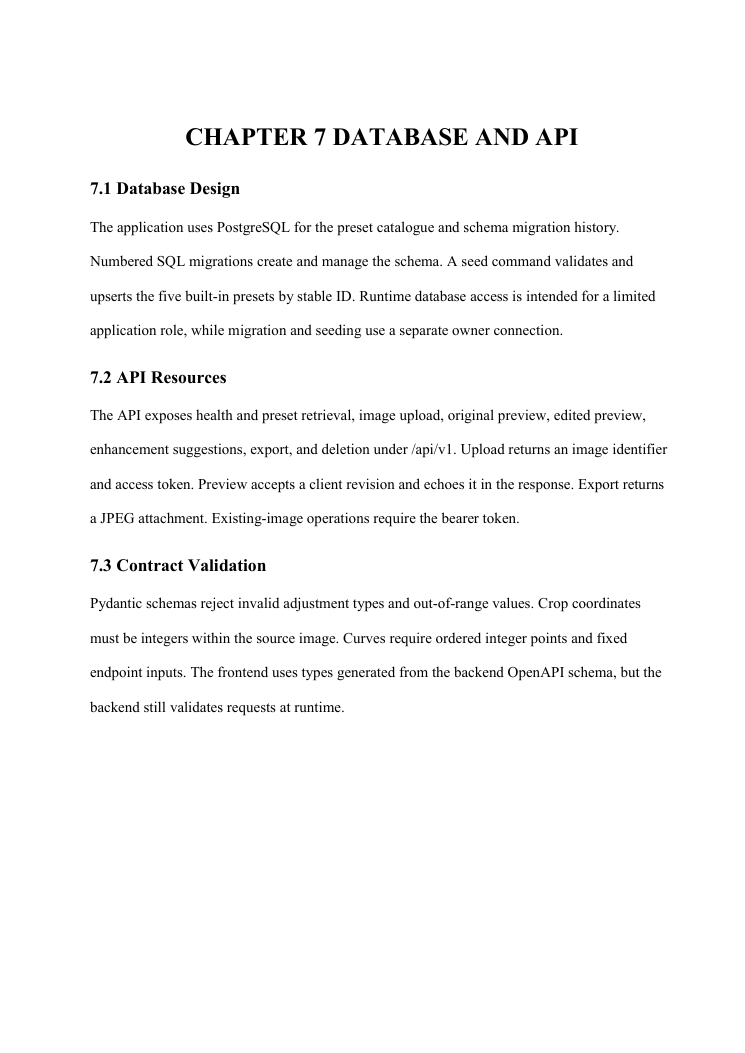 CHAPTER 7 DATABASE AND API
7.1 Database Design
The application uses PostgreSQL for the preset catalogue and schema migration history.
Numbered SQL migrations create and manage the schema. A seed command validates and
upserts the five built-in presets by stable ID. Runtime database access is intended for a limited
application role, while migration and seeding use a separate owner connection.
7.2 API Resources
The API exposes health and preset retrieval, image upload, original preview, edited preview,
enhancement suggestions, export, and deletion under /api/v1. Upload returns an image identifier
and access token. Preview accepts a client revision and echoes it in the response. Export returns
a JPEG attachment. Existing-image operations require the bearer token.
7.3 Contract Validation
Pydantic schemas reject invalid adjustment types and out-of-range values. Crop coordinates
must be integers within the source image. Curves require ordered integer points and fixed
endpoint inputs. The frontend uses types generated from the backend OpenAPI schema, but the
backend still validates requests at runtime.